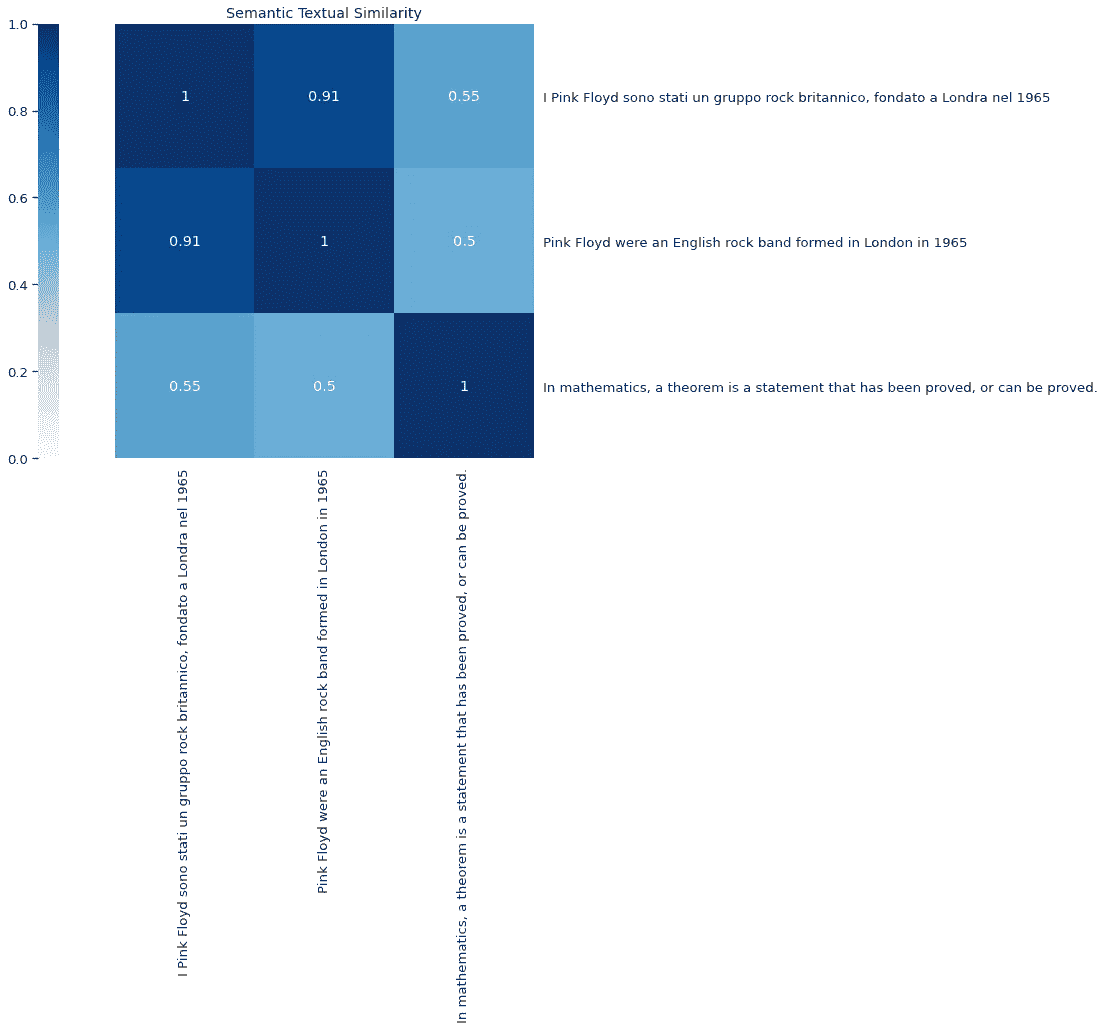 Semantic Textual Similarity
1.0
0.8
0.6
0.4
0.2
0.0
1 0.91 0.55
0.91 1 0.5
0.55 0.5 1
I Pink Floyd sono stati un gruppo rock britannico, fondato a Londra nel 1965
Pink Floyd were an English rock band formed in London in 1965
In mathematics, a theorem is a statement that has been proved, or can be proved.
I Pink Floyd sono stati un gruppo rock britannico, fondato a Londra nel 1965
Pink Floyd were an English rock band formed in London in 1965
In mathematics, a theorem is a statement that has been proved, or can be proved.